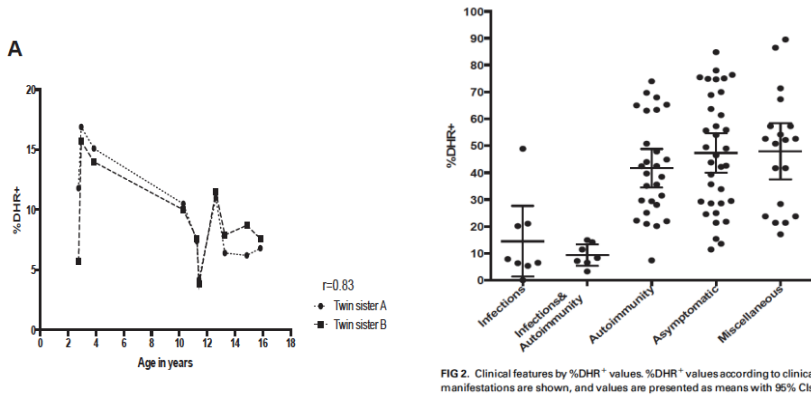 A
20
15
10
5
0
%DHR+
0 2 4 6 8 10 12 14 16 18
Age in years
r=0.83
Twin sister A
Twin sister B
100
90
80
70
60
50
40
30
20
10
0
%DHR+
Infections
Infections&
Autoimmunity
Autoimmunity
Asymptomatic
Miscellaneous
FIG 2. Clinical features by %DHR+ values. %DHR+ values according to clinical
manifestations are shown, and values are presented as means with 95% CIs